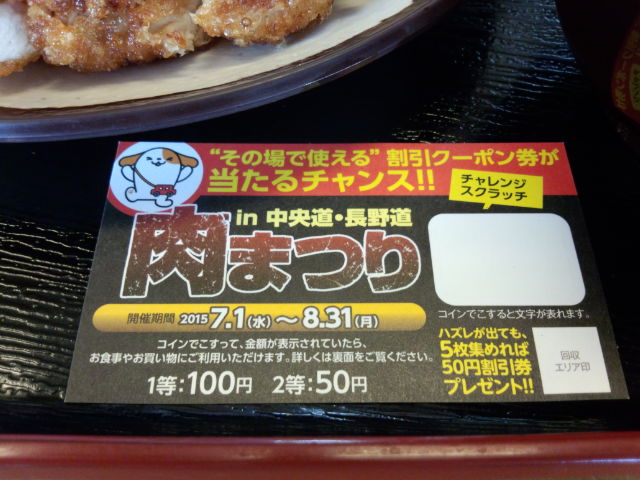 “その場で使える”割引クーポン券が
当たるチャンス!!
チャレンジ
スクラッチ
in 中央道・長野道
肉まつり
開催期間 2015 7.1(水)～8.31(月)
コインでこすって、金額が表示されていたら、
お食事やお買い物にご利用いただけます。詳しくは裏面をご覧ください。
1等:100円 2等:50円
コインでこすると文字が表れます。
ハズレが出ても、
5枚集めれば
50円割引券
プレゼント!!
回収
エリア印